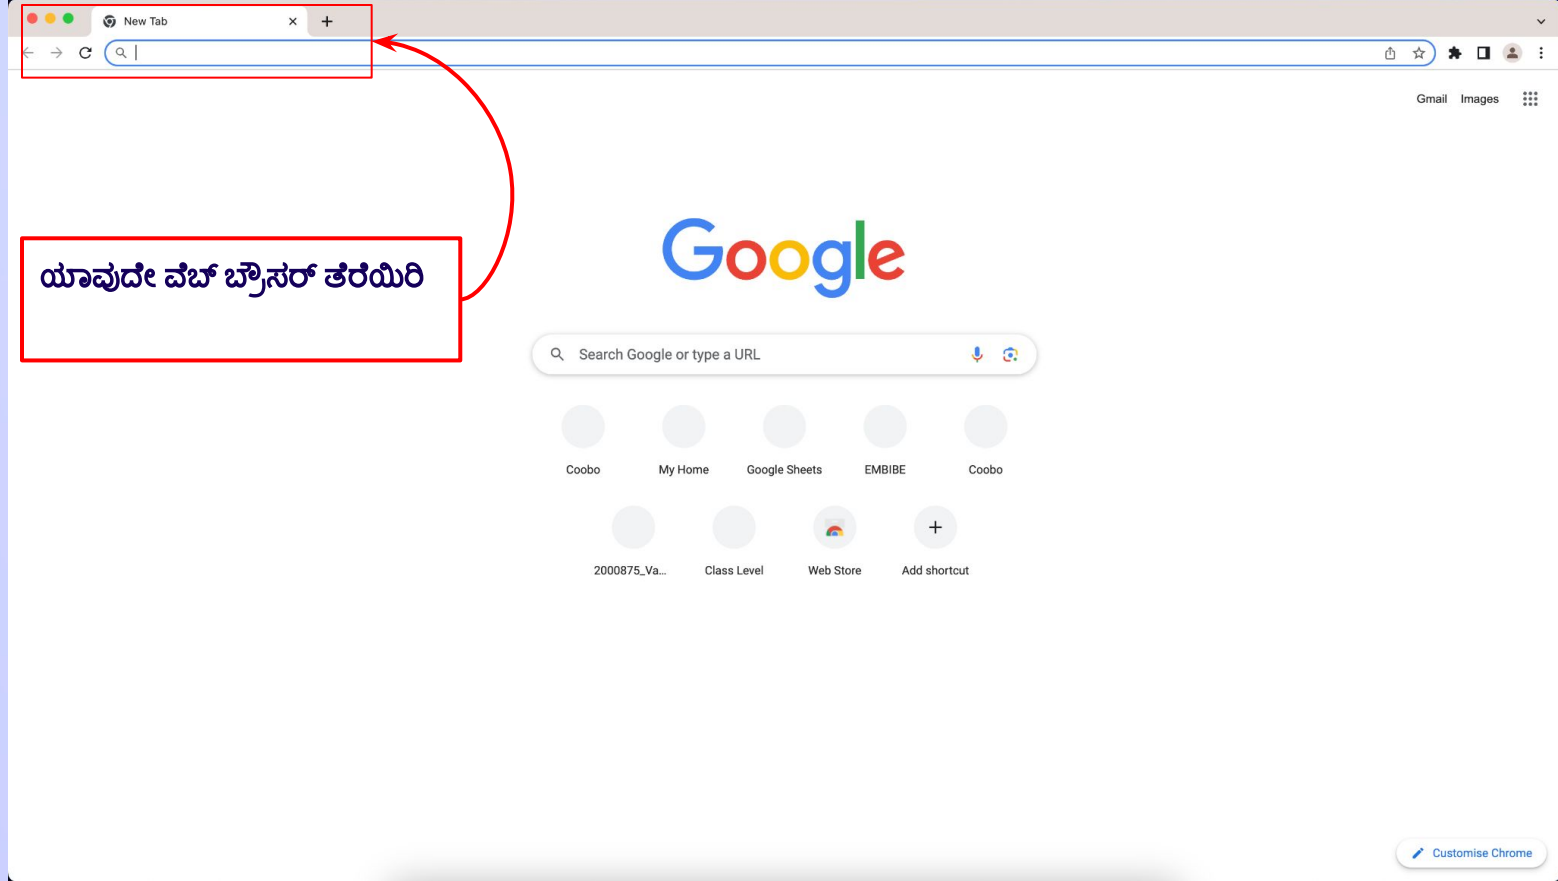 New Tab
Gmail Images
Google
ಯಾವುದೇ ವೆಬ್ ಬ್ರೌಸರ್ ತೆರೆಯಿರಿ
Search Google or type a URL
Coobo My Home Google Sheets EMBIBE Coobo
2000875_Va... Class Level Web Store Add shortcut
Customise Chrome